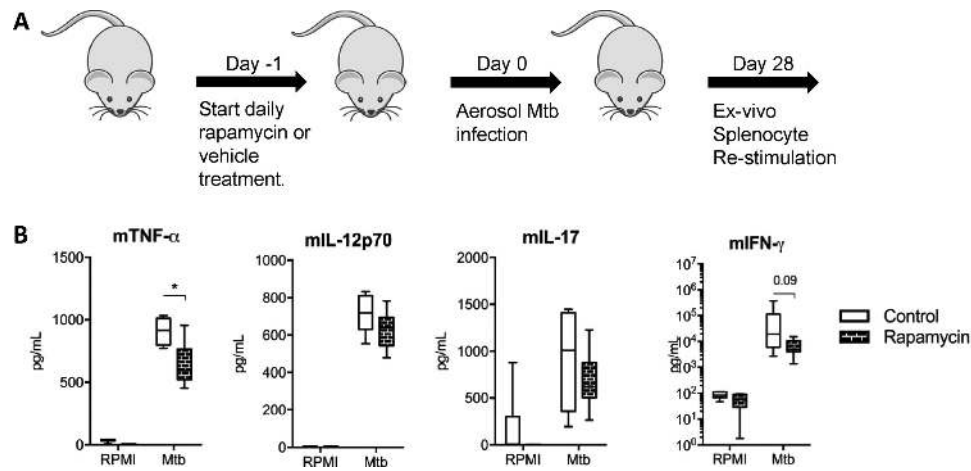 A
Day -1
Start daily
rapamycin or
vehicle
treatment.
Day 0
Aerosol Mtb
infection
Day 28
Ex-vivo
Splenocyte
Re-stimulation
B
mTNF-α
pg/mL
1500
1000
500
0
*
RPMI Mtb
mIL-12p70
pg/mL
1000
800
600
400
200
0
RPMI Mtb
mIL-17
pg/mL
2000
1500
1000
500
0
RPMI Mtb
mIFN-γ
pg/mL
10⁷
10⁶
10⁵
10⁴
10³
10²
10¹
10⁰
0.09
RPMI Mtb
Control
Rapamycin